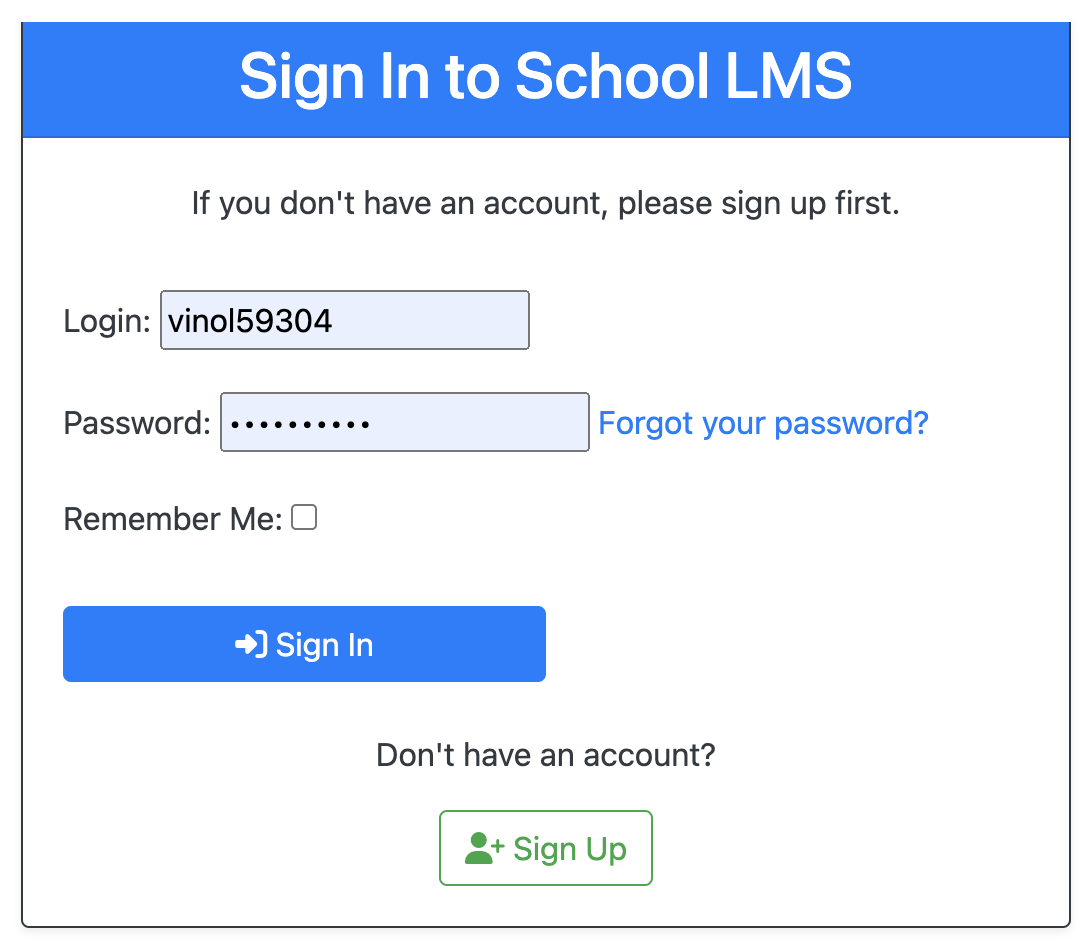 Sign In to School LMS
If you don't have an account, please sign up first.
Login: vinol59304
Password: •••••••••• Forgot your password?
Remember Me:
Sign In
Don't have an account?
Sign Up